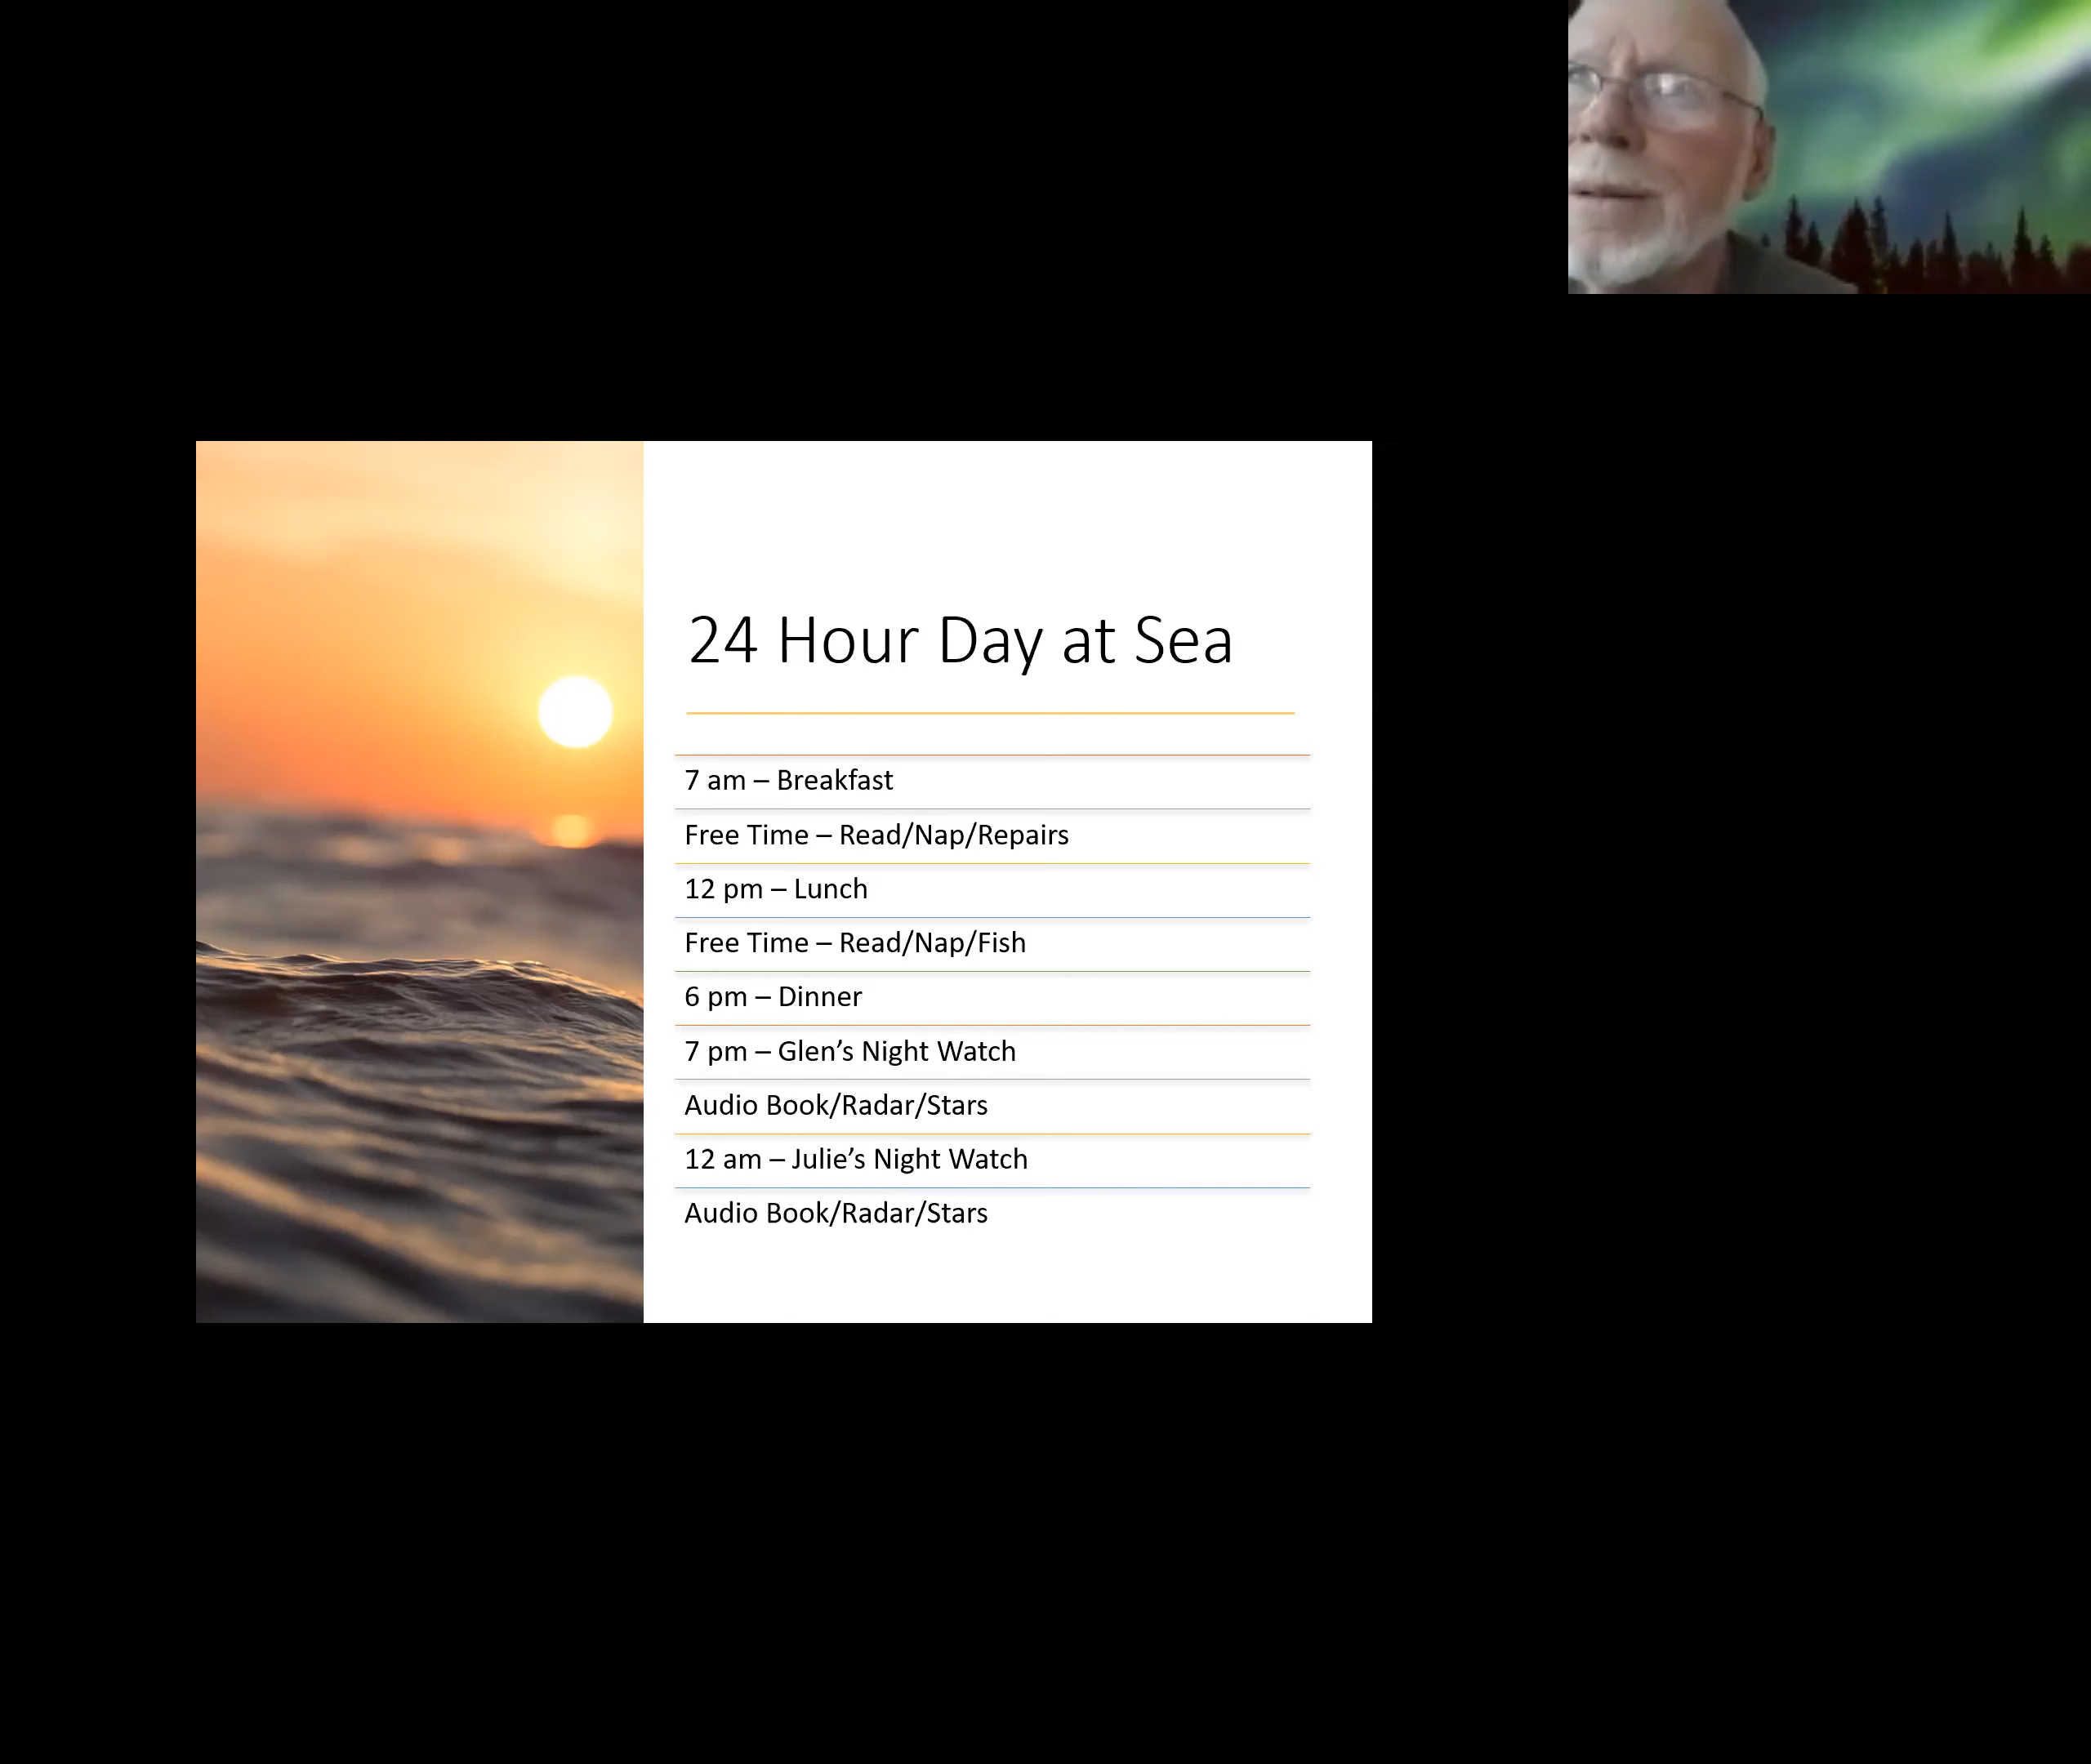 24 Hour Day at Sea
7 am – Breakfast
Free Time – Read/Nap/Repairs
12 pm – Lunch
Free Time – Read/Nap/Fish
6 pm – Dinner
7 pm – Glen’s Night Watch
Audio Book/Radar/Stars
12 am – Julie’s Night Watch
Audio Book/Radar/Stars